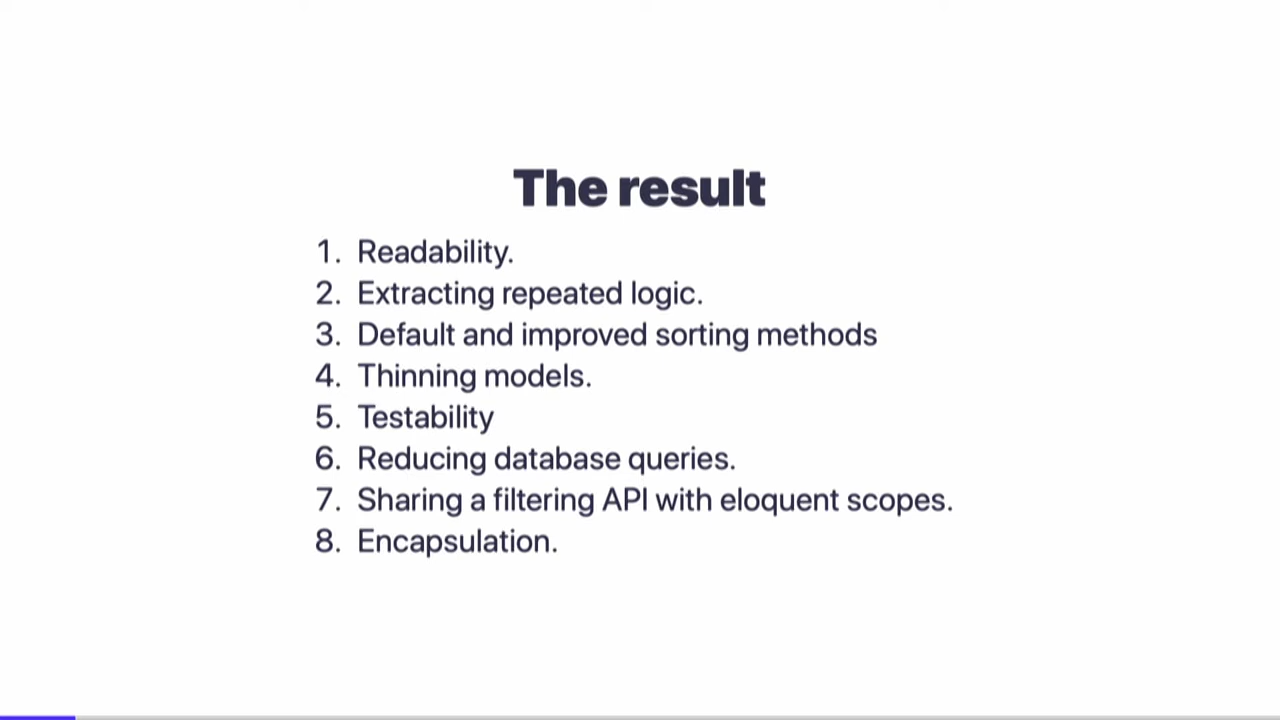 The result
1. Readability.
2. Extracting repeated logic.
3. Default and improved sorting methods
4. Thinning models.
5. Testability
6. Reducing database queries.
7. Sharing a filtering API with eloquent scopes.
8. Encapsulation.